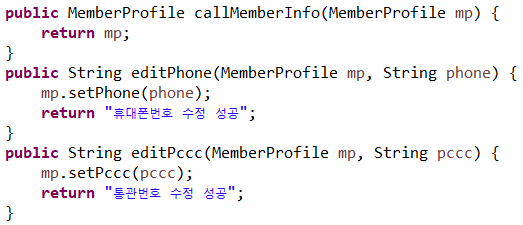 public MemberProfile callMemberInfo(MemberProfile mp) {
    return mp;
}
public String editPhone(MemberProfile mp, String phone) {
    mp.setPhone(phone);
    return "휴대폰번호 수정 성공";
}
public String editPccc(MemberProfile mp, String pccc) {
    mp.setPccc(pccc);
    return "통관번호 수정 성공";
}